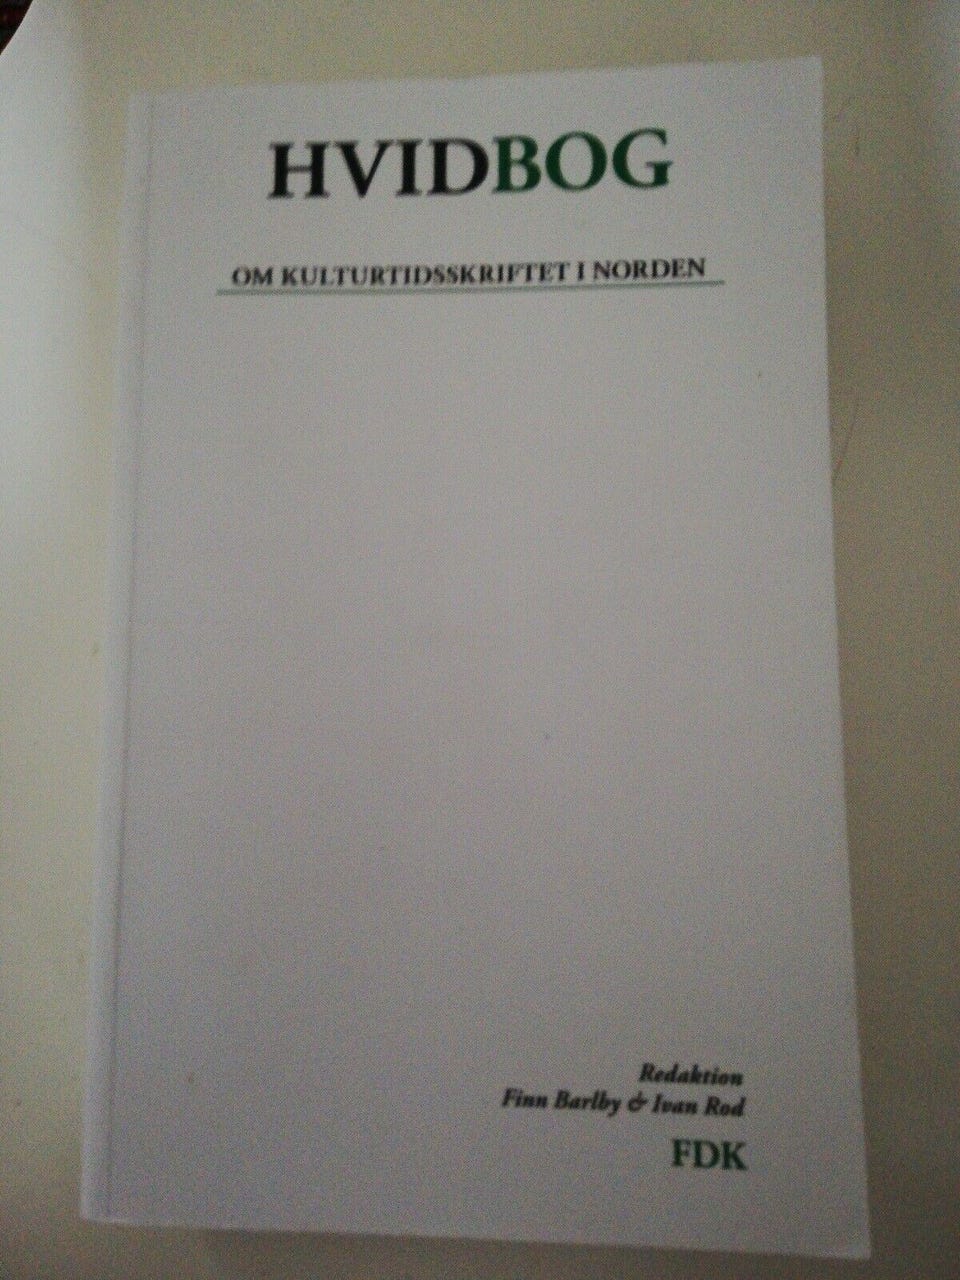 HVIDBOG
OM KULTURTIDSSKRIFTET I NORDEN
Redaktion
Finn Barlby & Ivan Rod
FDK